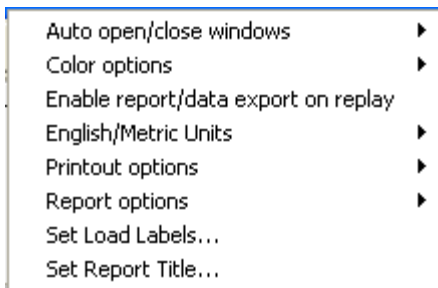 Auto open/close windows
Color options
Enable report/data export on replay
English/Metric Units
Printout options
Report options
Set Load Labels...
Set Report Title...